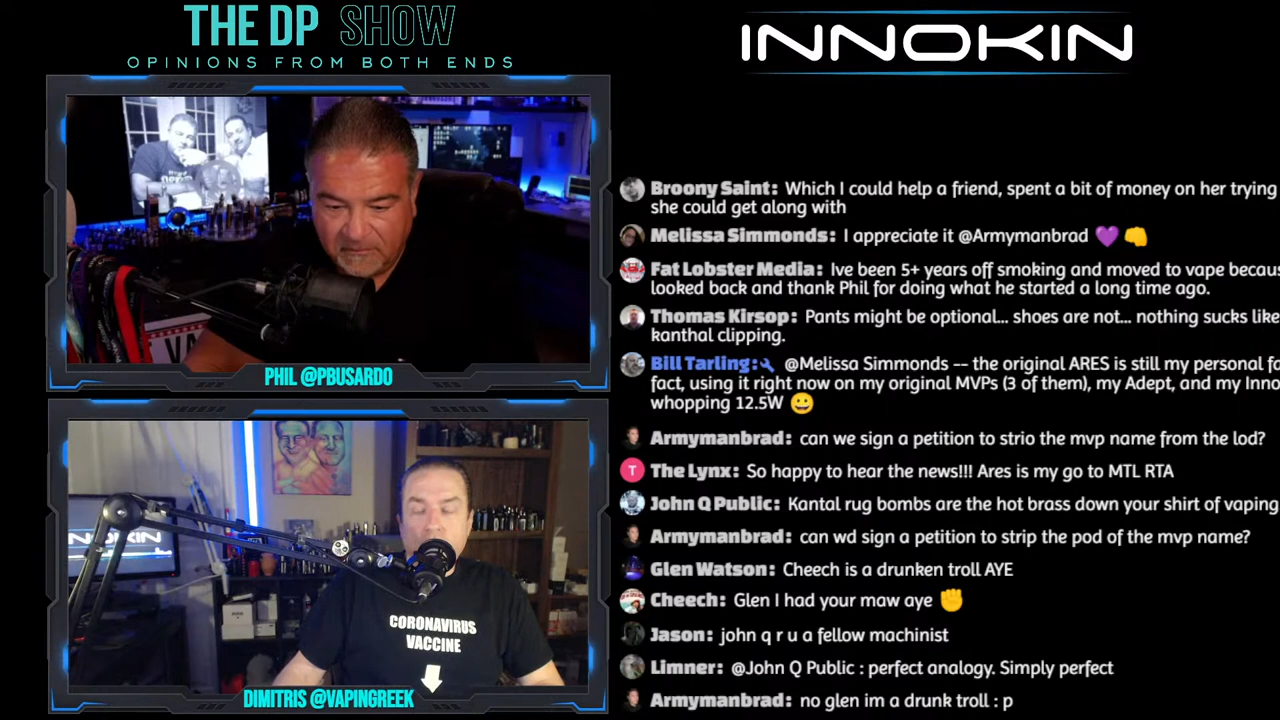 THE DP SHOW
OPINIONS FROM BOTH ENDS
INNOKIN
PHIL @PBUSARDO
INNOKIN
CORONAVIRUS
VACCINE
DIMITRIS @VAPINGREEK
Broony Saint: Which I could help a friend, spent a bit of money on her trying
she could get along with
Melissa Simmonds: I appreciate it @Armymanbrad 💜 👊
Fat Lobster Media: Ive been 5+ years off smoking and moved to vape becau
looked back and thank Phil for doing what he started a long time ago.
Thomas Kirsop: Pants might be optional... shoes are not... nothing sucks like
kanthal clipping.
Bill Tarling: @Melissa Simmonds -- the original ARES is still my personal fa
fact, using it right now on my original MVPs (3 of them), my Adept, and my Inno
whopping 12.5W 😀
Armymanbrad: can we sign a petition to strio the mvp name from the lod?
The Lynx: So happy to hear the news!!! Ares is my go to MTL RTA
John Q Public: Kantal rug bombs are the hot brass down your shirt of vaping
Armymanbrad: can wd sign a petition to strip the pod of the mvp name?
Glen Watson: Cheech is a drunken troll AYE
Cheech: Glen I had your maw aye ✊
Jason: john q r u a fellow machinist
Limner: @John Q Public : perfect analogy. Simply perfect
Armymanbrad: no glen im a drunk troll : p